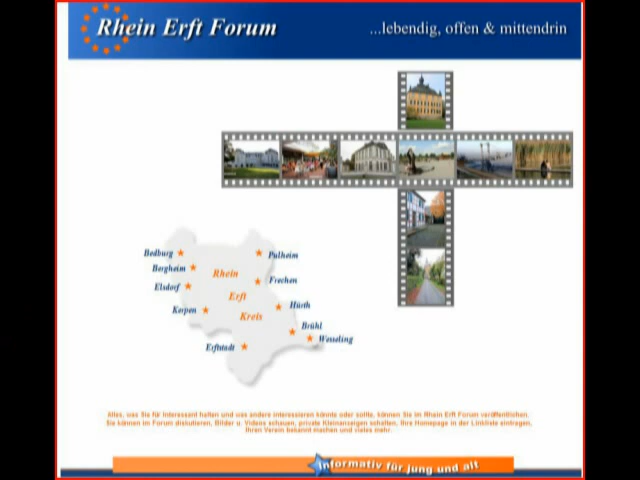 Rhein Erft Forum
...lebendig, offen & mittendrin
Bedburg
Pulheim
Bergheim
Rhein
Frechen
Elsdorf
Erft
Hürth
Kerpen
Kreis
Brühl
Wesseling
Erftstadt
Alles, was Sie für interessant halten und was andere interessieren könnte oder sollte, können Sie im Rhein Erft Forum veröffentlichen.
Sie können im Forum diskutieren, Bilder u. Videos schauen, private Kleinanzeigen schalten, Ihre Homepage in der Linkliste eintragen,
Ihren Verein bekannt machen und vieles mehr.
Informativ für jung und alt